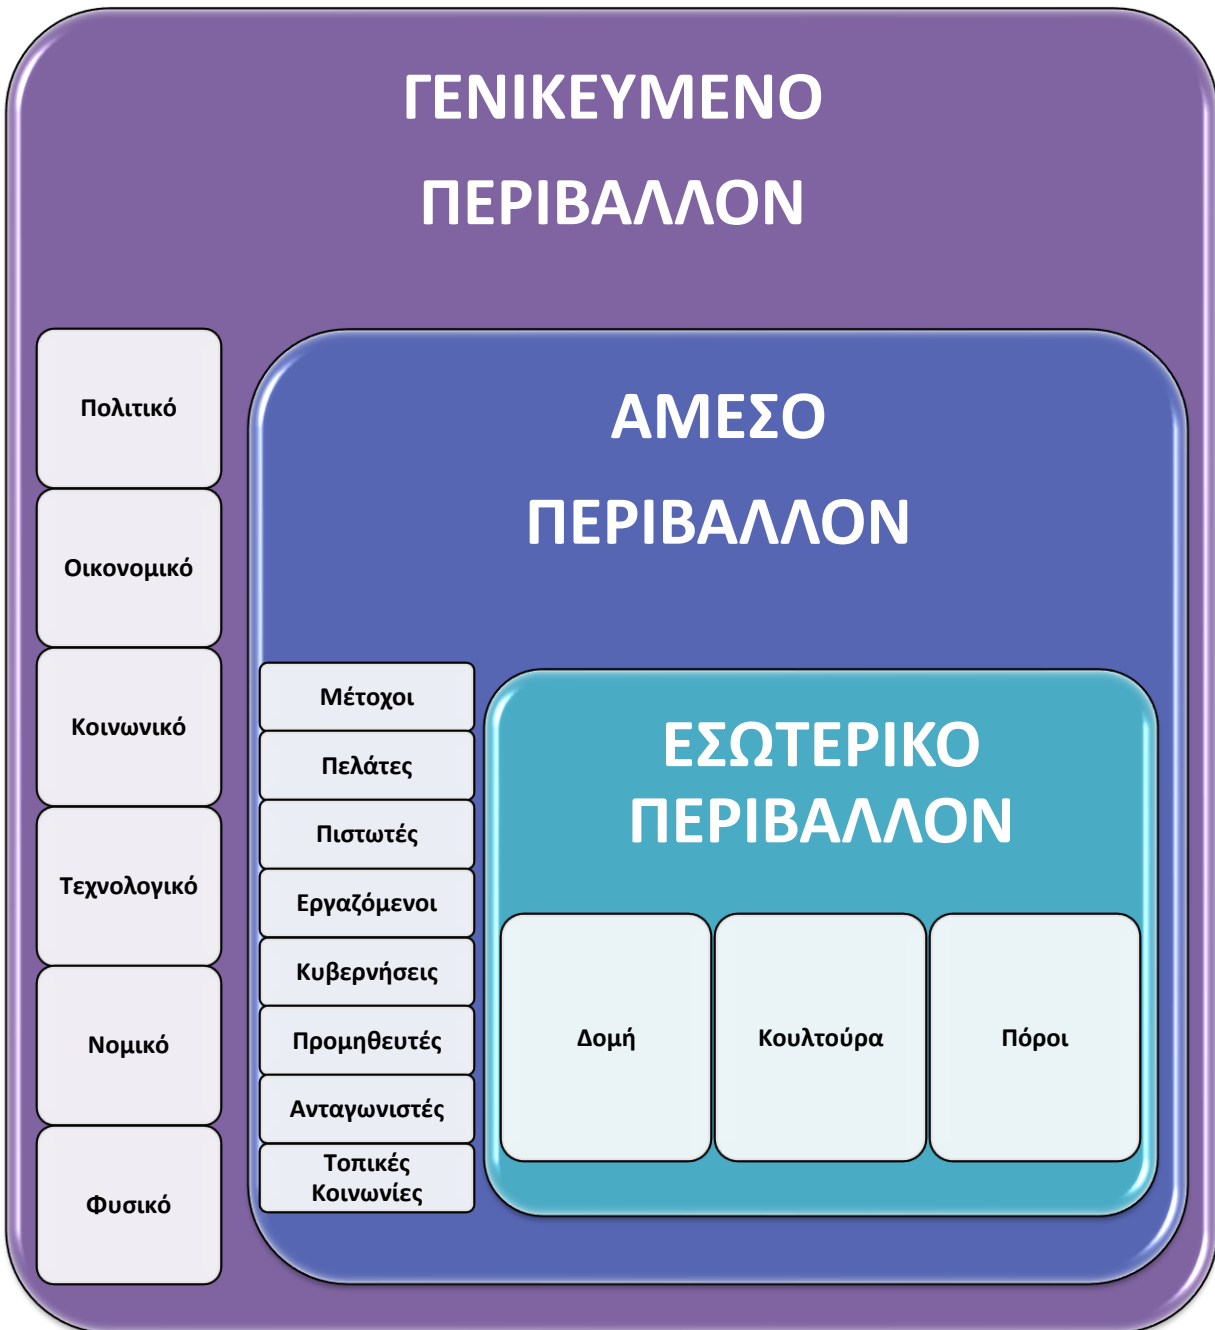 ΓΕΝΙΚΕΥΜΕΝΟ
ΠΕΡΙΒΑΛΛΟΝ
Πολιτικό
Οικονομικό
Κοινωνικό
Τεχνολογικό
Νομικό
Φυσικό
ΑΜΕΣΟ
ΠΕΡΙΒΑΛΛΟΝ
Μέτοχοι
Πελάτες
Πιστωτές
Εργαζόμενοι
Κυβερνήσεις
Προμηθευτές
Ανταγωνιστές
Τοπικές
Κοινωνίες
ΕΣΩΤΕΡΙΚΟ
ΠΕΡΙΒΑΛΛΟΝ
Δομή
Κουλτούρα
Πόροι